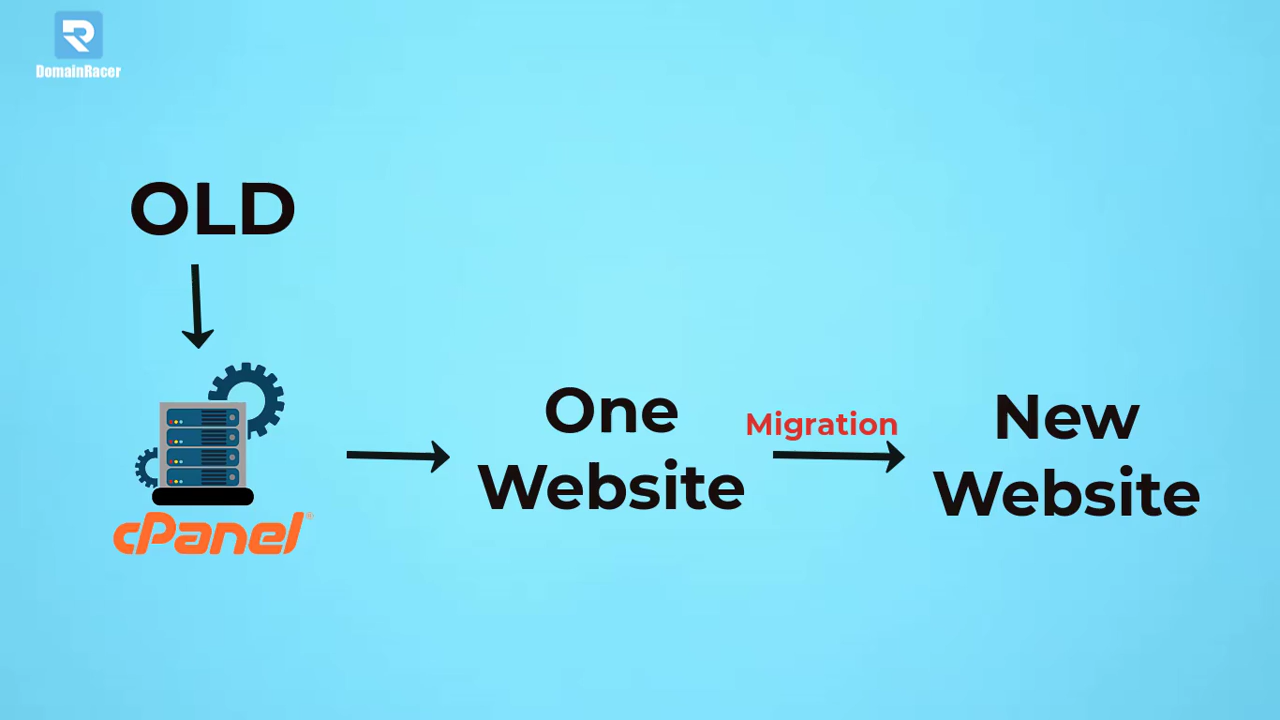 DomainRacer
OLD
cPanel®
One
Website
Migration
New
Website